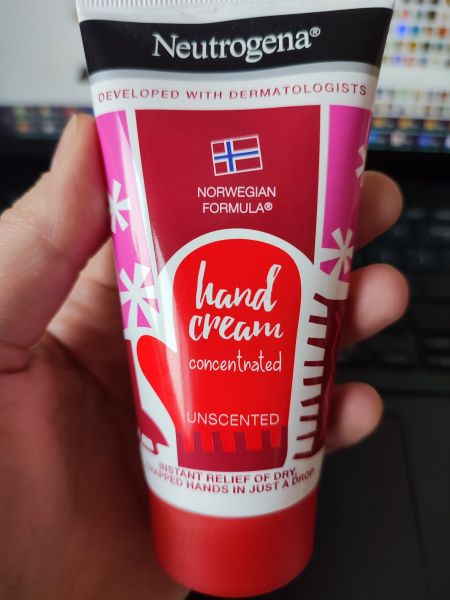 Neutrogena®
DEVELOPED WITH DERMATOLOGISTS
NORWEGIAN
FORMULA®
hand
cream
concentrated
UNSCENTED
INSTANT RELIEF OF DRY,
CHAPPED HANDS IN JUST A DROP